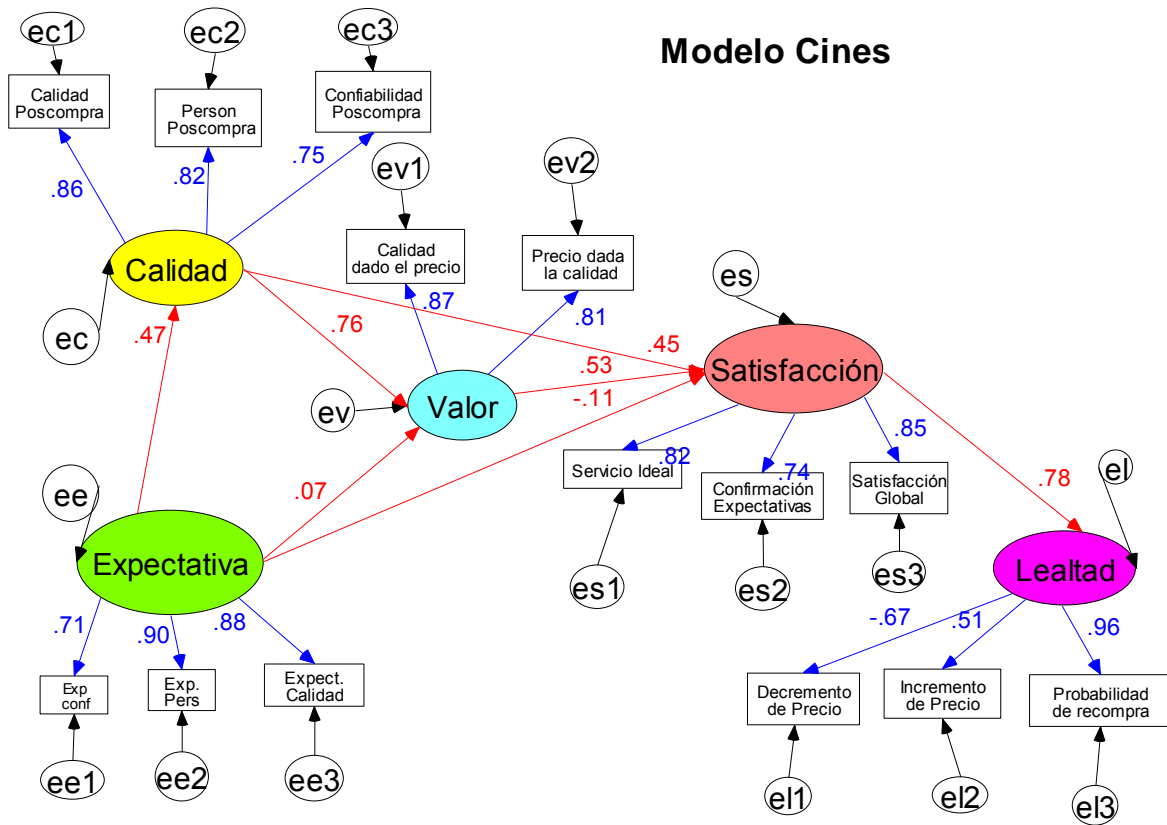 ec1
ec2
ec3
Modelo Cines
Calidad
Poscompra
Person
Poscompra
Confiabilidad
Poscompra
.86
.82
.75
ev1
ev2
Calidad
dado el precio
Precio dada
la calidad
Calidad
ec
.47
.76
.87
.81
.45
.53
-.11
es
Satisfacción
ev
Valor
.82
.74
.85
Servicio Ideal
Confirmación
Expectativas
Satisfacción
Global
.78
el
ee
.07
Expectativa
es1
es2
es3
Lealtad
.71
.90
.88
-.67
.51
.96
Exp
conf
Exp.
Pers
Expect.
Calidad
Decremento
de Precio
Incremento
de Precio
Probabilidad
de recompra
ee1
ee2
ee3
el1
el2
el3